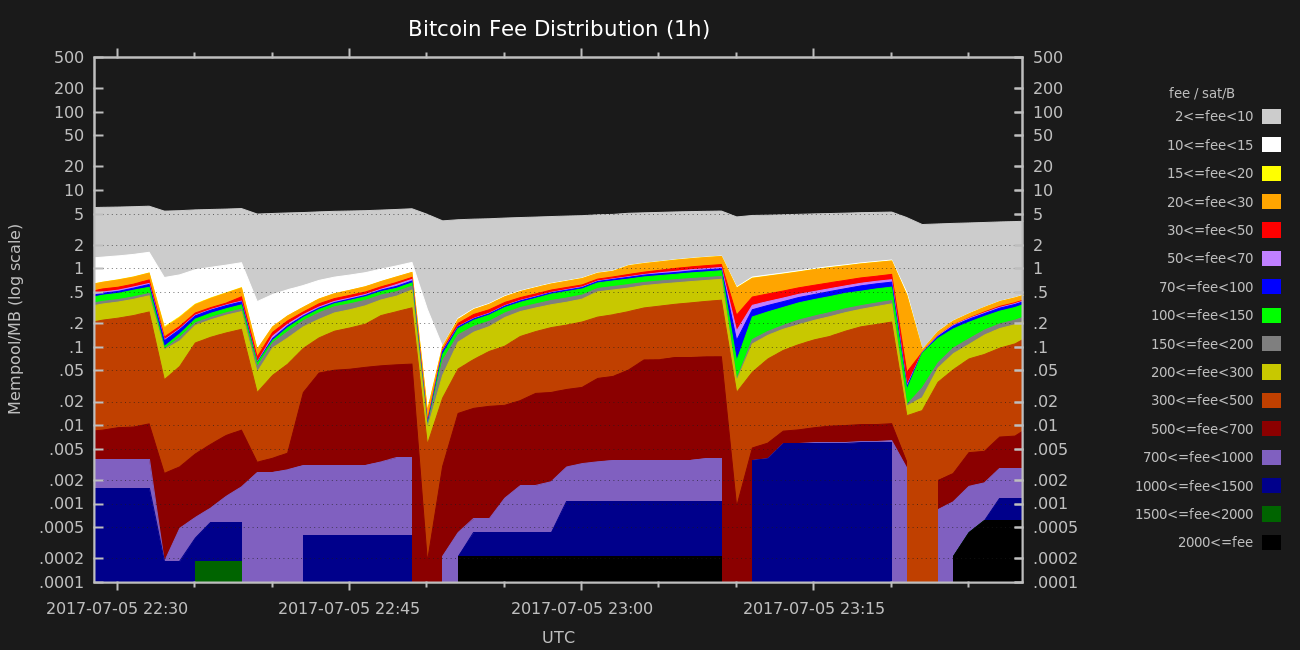 Bitcoin Fee Distribution (1h)
500 500
200 200
100 100
50 50
20 20
10 10
5 5
2 2
1 1
.5 .5
.2 .2
.1 .1
.05 .05
.02 .02
.01 .01
.005 .005
.002 .002
.001 .001
.0005 .0005
.0002 .0002
.0001 .0001
Mempool/MB (log scale)
2017-07-05 22:30 2017-07-05 22:45 2017-07-05 23:00 2017-07-05 23:15
UTC
fee / sat/B
2<=fee<10
10<=fee<15
15<=fee<20
20<=fee<30
30<=fee<50
50<=fee<70
70<=fee<100
100<=fee<150
150<=fee<200
200<=fee<300
300<=fee<500
500<=fee<700
700<=fee<1000
1000<=fee<1500
1500<=fee<2000
2000<=fee